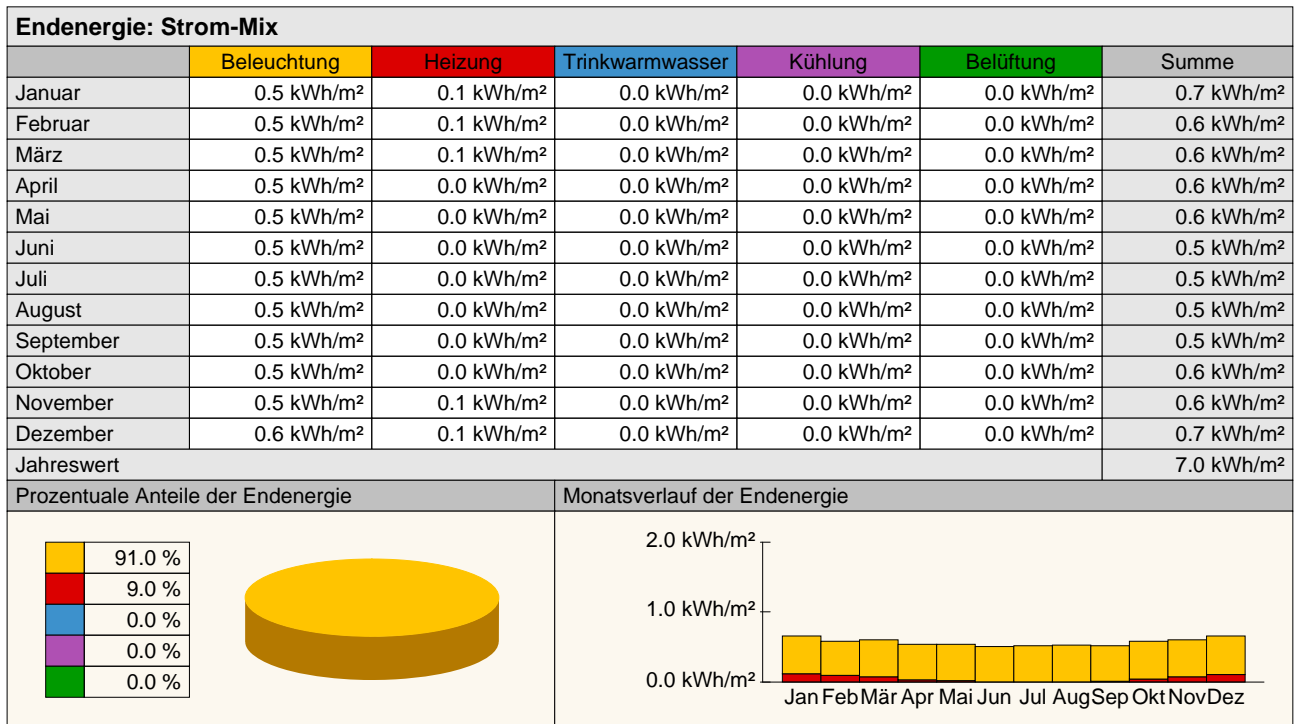 Endenergie: Strom-Mix
Beleuchtung Heizung Trinkwarmwasser Kühlung Belüftung Summe
Januar 0.5 kWh/m² 0.1 kWh/m² 0.0 kWh/m² 0.0 kWh/m² 0.0 kWh/m² 0.7 kWh/m²
Februar 0.5 kWh/m² 0.1 kWh/m² 0.0 kWh/m² 0.0 kWh/m² 0.0 kWh/m² 0.6 kWh/m²
März 0.5 kWh/m² 0.1 kWh/m² 0.0 kWh/m² 0.0 kWh/m² 0.0 kWh/m² 0.6 kWh/m²
April 0.5 kWh/m² 0.0 kWh/m² 0.0 kWh/m² 0.0 kWh/m² 0.0 kWh/m² 0.6 kWh/m²
Mai 0.5 kWh/m² 0.0 kWh/m² 0.0 kWh/m² 0.0 kWh/m² 0.0 kWh/m² 0.6 kWh/m²
Juni 0.5 kWh/m² 0.0 kWh/m² 0.0 kWh/m² 0.0 kWh/m² 0.0 kWh/m² 0.5 kWh/m²
Juli 0.5 kWh/m² 0.0 kWh/m² 0.0 kWh/m² 0.0 kWh/m² 0.0 kWh/m² 0.5 kWh/m²
August 0.5 kWh/m² 0.0 kWh/m² 0.0 kWh/m² 0.0 kWh/m² 0.0 kWh/m² 0.5 kWh/m²
September 0.5 kWh/m² 0.0 kWh/m² 0.0 kWh/m² 0.0 kWh/m² 0.0 kWh/m² 0.5 kWh/m²
Oktober 0.5 kWh/m² 0.0 kWh/m² 0.0 kWh/m² 0.0 kWh/m² 0.0 kWh/m² 0.6 kWh/m²
November 0.5 kWh/m² 0.1 kWh/m² 0.0 kWh/m² 0.0 kWh/m² 0.0 kWh/m² 0.6 kWh/m²
Dezember 0.6 kWh/m² 0.1 kWh/m² 0.0 kWh/m² 0.0 kWh/m² 0.0 kWh/m² 0.7 kWh/m²
Jahreswert 7.0 kWh/m²
Prozentuale Anteile der Endenergie
91.0 %
9.0 %
0.0 %
0.0 %
0.0 %
Monatsverlauf der Endenergie
2.0 kWh/m²
1.0 kWh/m²
0.0 kWh/m²
Jan Feb Mär Apr Mai Jun Jul Aug Sep Okt Nov Dez